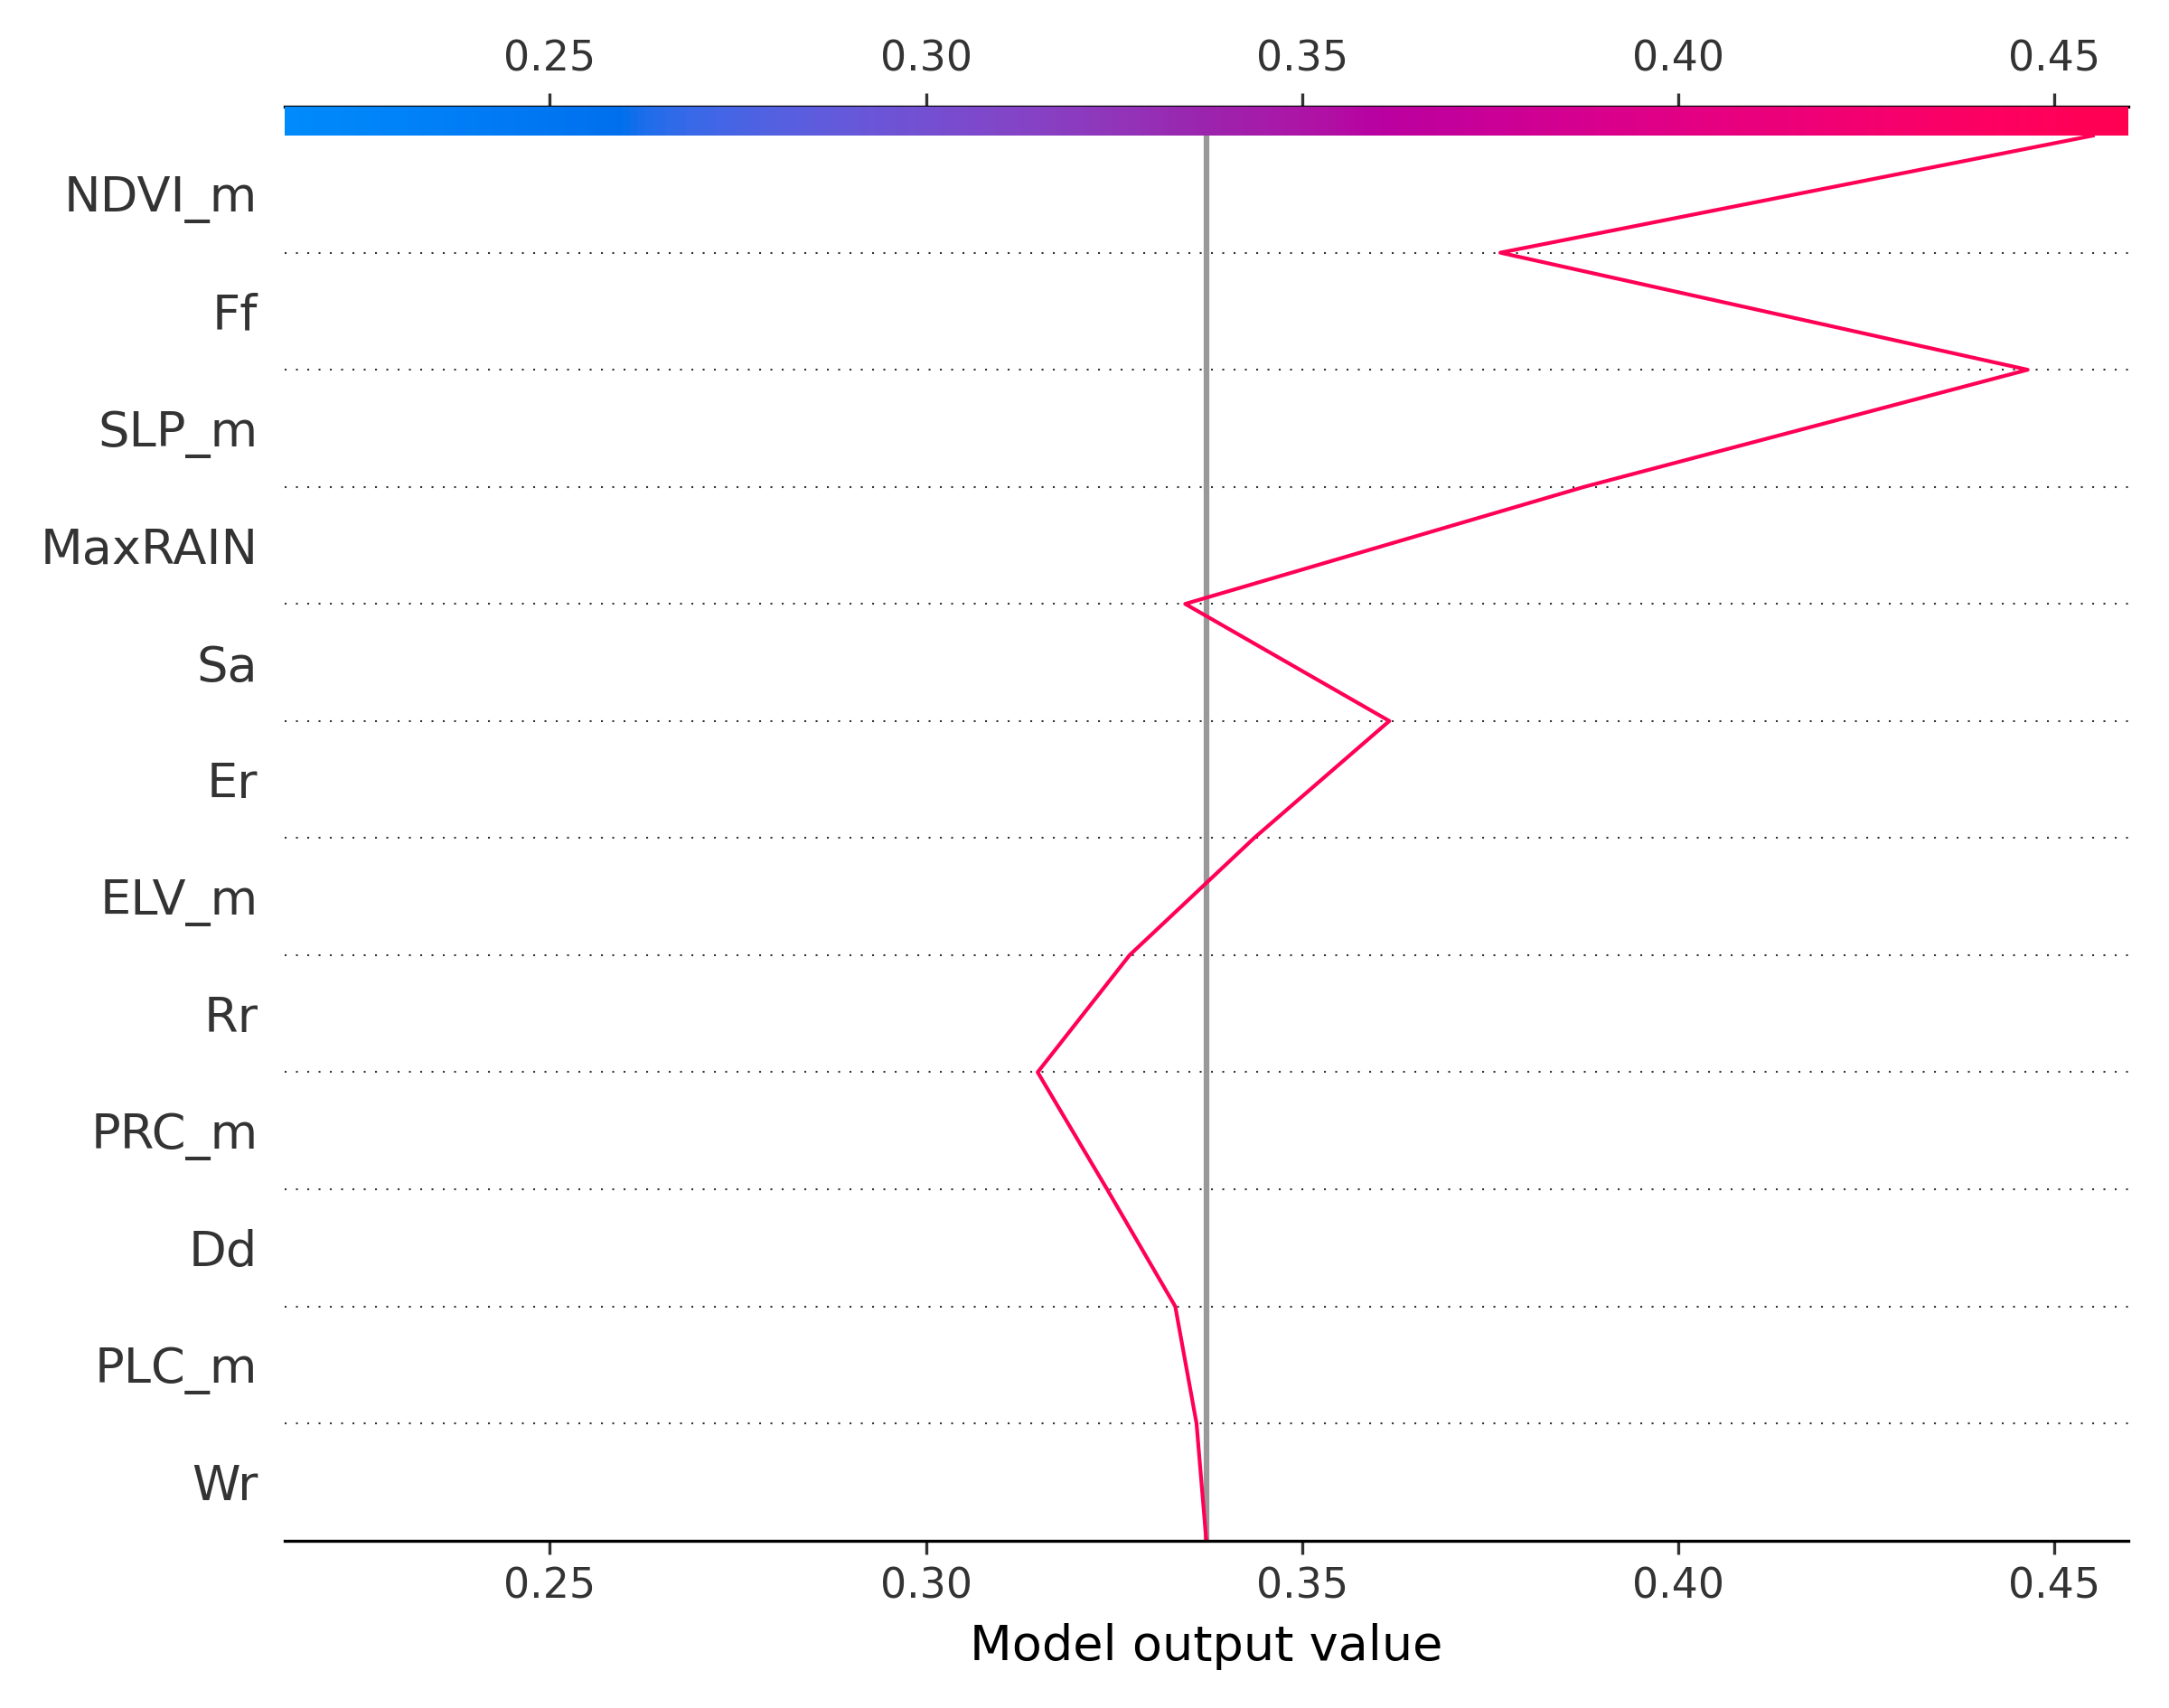 0.25 0.30 0.35 0.40 0.45
NDVI_m
Ff
SLP_m
MaxRAIN
Sa
Er
ELV_m
Rr
PRC_m
Dd
PLC_m
Wr
0.25 0.30 0.35 0.40 0.45
Model output value